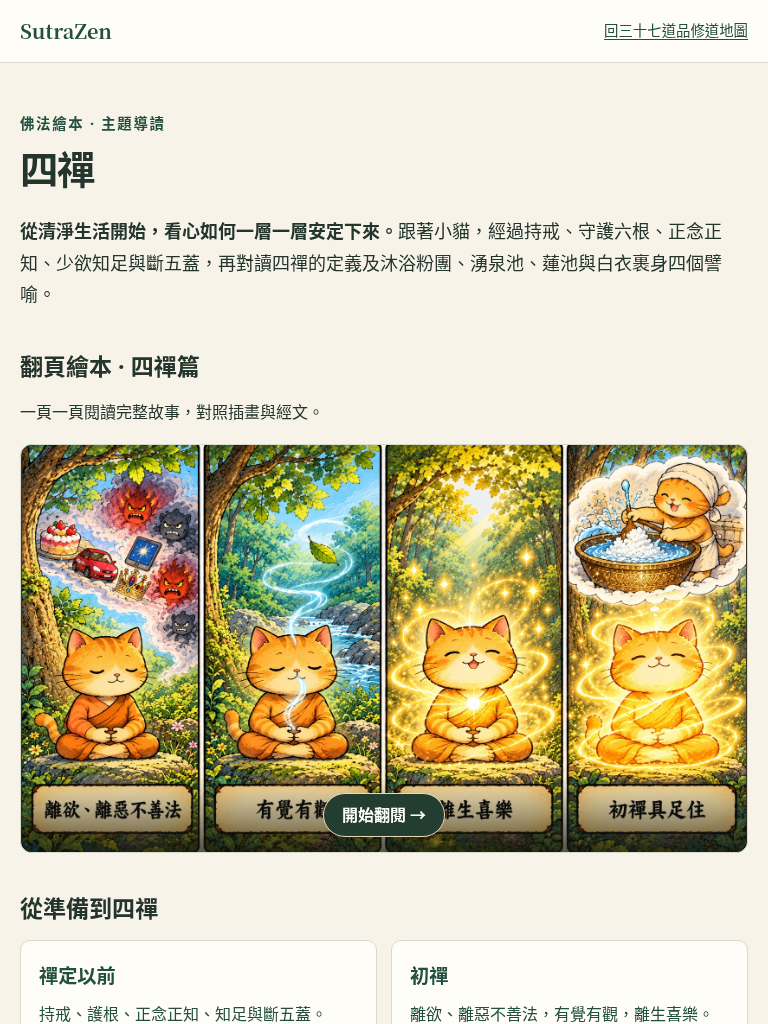 SutraZen
回三十七道品修道地圖
佛法繪本 · 主題導讀
四禪
從清淨生活開始，看心如何一層一層安定下來。跟著小貓，經過持戒、守護六根、正念正
知、少欲知足與斷五蓋，再對讀四禪的定義及沐浴粉團、湧泉池、蓮池與白衣裹身四個譬
喻。
翻頁繪本 · 四禪篇
一頁一頁閱讀完整故事，對照插畫與經文。
離欲、離惡不善法
有覺有
生喜樂
初禪具足住
開始翻閱 →
從準備到四禪
禪定以前
持戒、護根、正念正知、知足與斷五蓋。
初禪
離欲、離惡不善法，有覺有觀，離生喜樂。